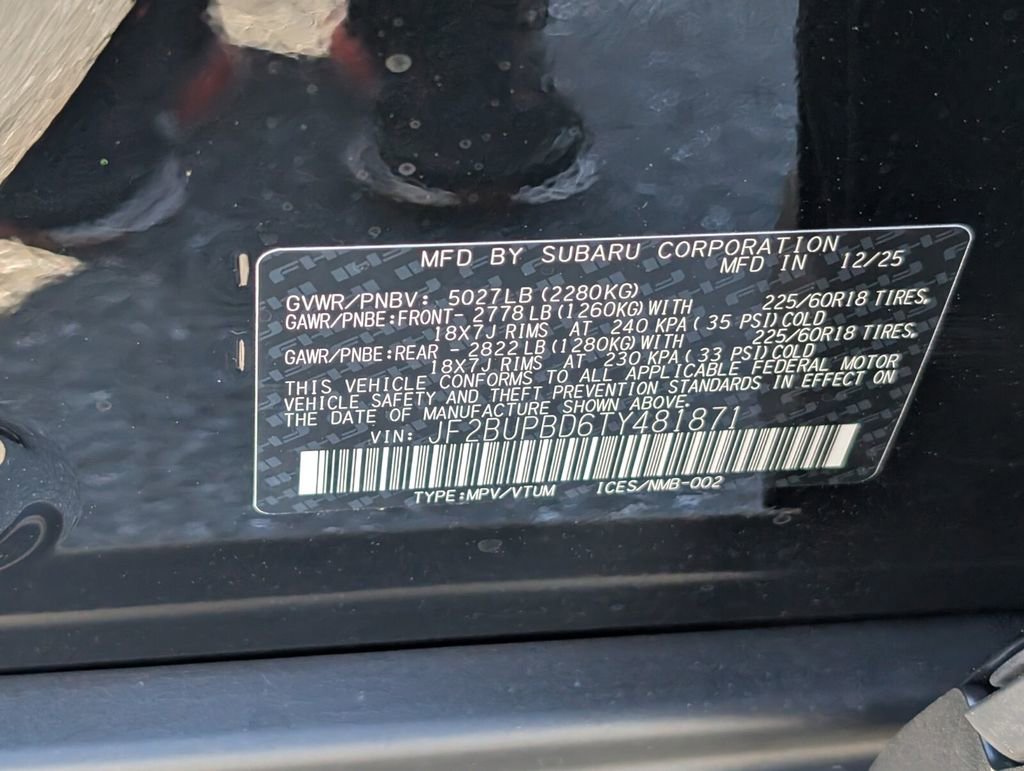 MFD BY SUBARU CORPORATION
MFD IN 12/25
GVWR/PNBV: 5027LB (2280KG)
GAWR/PNBE:FRONT- 2778 LB (1260KG) WITH 225/60R18 TIRES,
18X7J RIMS AT 240 KPA ( 35 PSI) COLD
GAWR/PNBE:REAR - 2822 LB (1280KG) WITH 225/60R18 TIRES,
18X7J RIMS AT 230 KPA ( 33 PSI) COLD
THIS VEHICLE CONFORMS TO ALL APPLICABLE FEDERAL MOTOR
VEHICLE SAFETY AND THEFT PREVENTION STANDARDS IN EFFECT ON
THE DATE OF MANUFACTURE SHOWN ABOVE.
VIN: JF2BUPBD6TY481871
TYPE:MPV/VTUM ICES/NMB-002